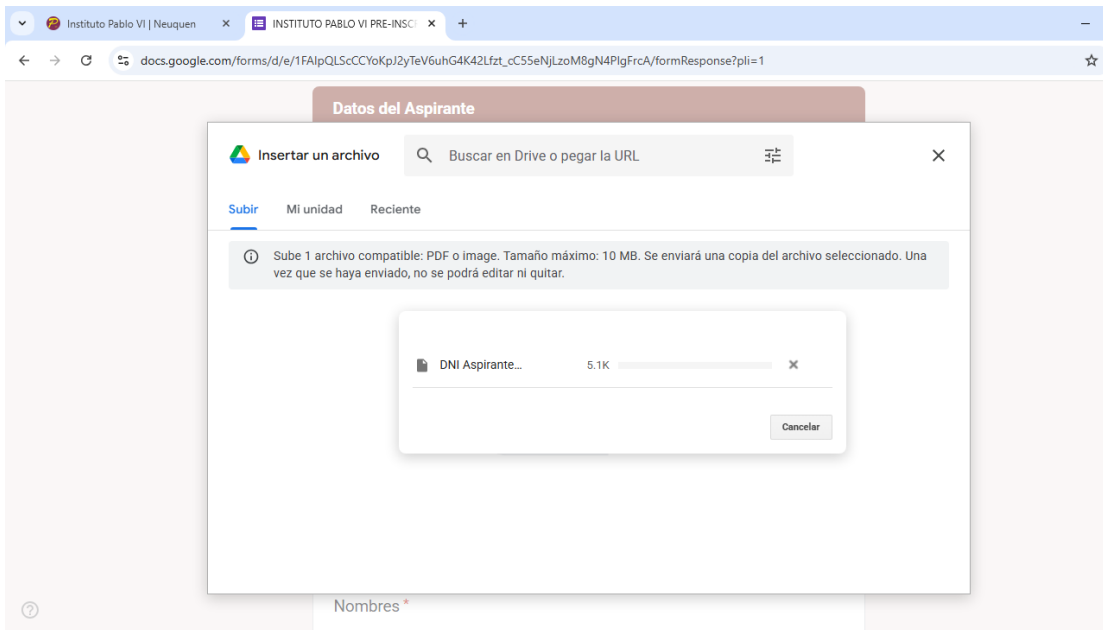 Instituto Pablo VI | Neuquen
INSTITUTO PABLO VI PRE-INSC
docs.google.com/forms/d/e/1FAIpQLScCCYoKpJ2yTeV6uhG4K42Lfzt_cC55eNjLzoM8gN4PlgFrcA/formResponse?pli=1
Datos del Aspirante
Insertar un archivo
Buscar en Drive o pegar la URL
Subir Mi unidad Reciente
Sube 1 archivo compatible: PDF o image. Tamaño máximo: 10 MB. Se enviará una copia del archivo seleccionado. Una
vez que se haya enviado, no se podrá editar ni quitar.
DNI Aspirante... 5.1K
Cancelar
Nombres *